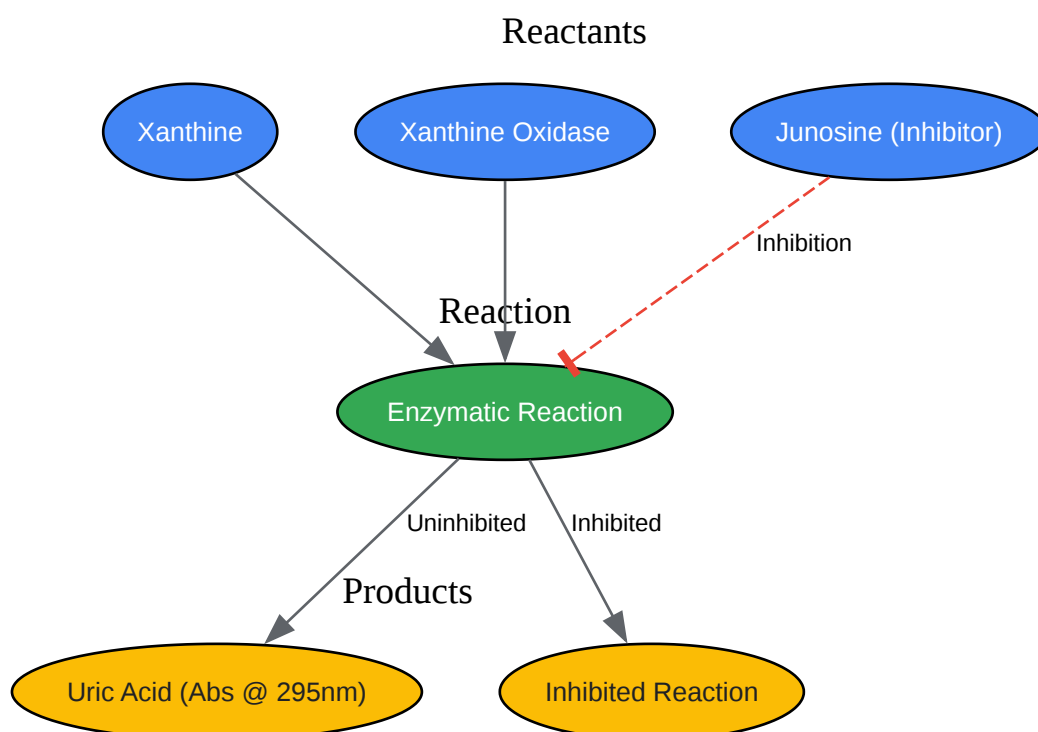 Reactants
Xanthine
Xanthine Oxidase
Junosine (Inhibitor)
Inhibition
Reaction
Enzymatic Reaction
Uninhibited
Inhibited
Products
Uric Acid (Abs @ 295nm)
Inhibited Reaction